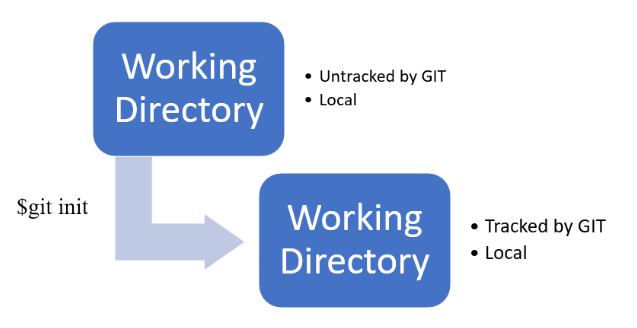 Working
Directory
• Untracked by GIT
• Local
$git init
Working
Directory
• Tracked by GIT
• Local